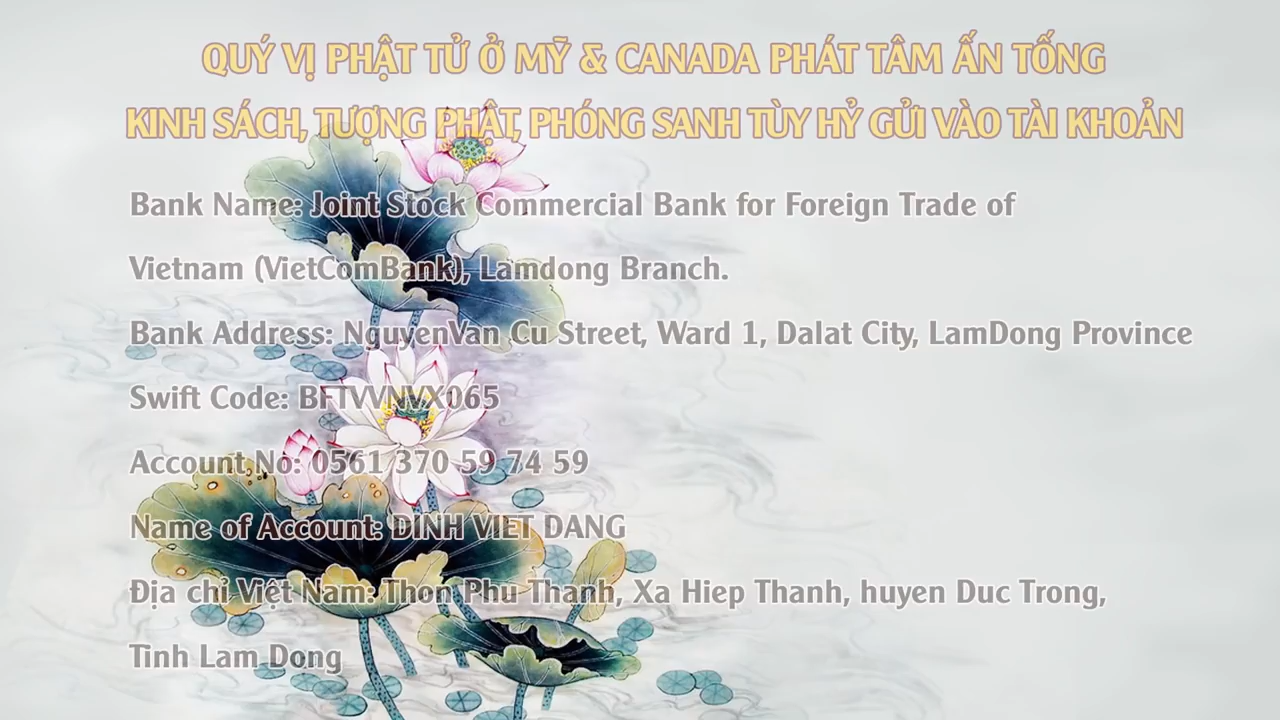 QUÝ VỊ PHẬT TỬ Ở MỸ & CANADA PHÁT TÂM ẤN TỐNG
KINH SÁCH, TƯỢNG PHẬT, PHÓNG SANH TÙY HỶ GỬI VÀO TÀI KHOẢN
Bank Name: Joint Stock Commercial Bank for Foreign Trade of
Vietnam (VietComBank), Lamdong Branch.
Bank Address: NguyenVan Cu Street, Ward 1, Dalat City, LamDong Province
Swift Code: BFTVVNVX065
Account No: 0561 370 59 74 59
Name of Account: DINH VIET DANG
Địa chỉ Việt Nam: Thon Phu Thanh, Xa Hiep Thanh, huyen Duc Trong,
Tỉnh Lam Dong